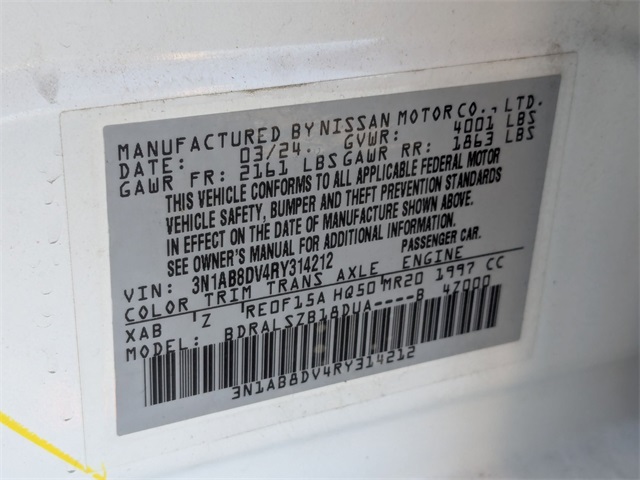 MANUFACTURED BY NISSAN MOTOR CO., LTD.
DATE: 03/24 GVWR: 4001 LBS
GAWR FR: 2161 LBS GAWR RR: 1863 LBS
THIS VEHICLE CONFORMS TO ALL APPLICABLE FEDERAL MOTOR
VEHICLE SAFETY, BUMPER AND THEFT PREVENTION STANDARDS
IN EFFECT ON THE DATE OF MANUFACTURE SHOWN ABOVE.
SEE OWNER'S MANUAL FOR ADDITIONAL INFORMATION.
VIN: 3N1AB8DV4RY314212 PASSENGER CAR.
COLOR TRIM TRANS AXLE ENGINE
XAB Z RE0F15A HQ50 MR20 1997 CC
MODEL: BDRALSZB18DUA----B 4Z000
3N1AB8DV4RY314212